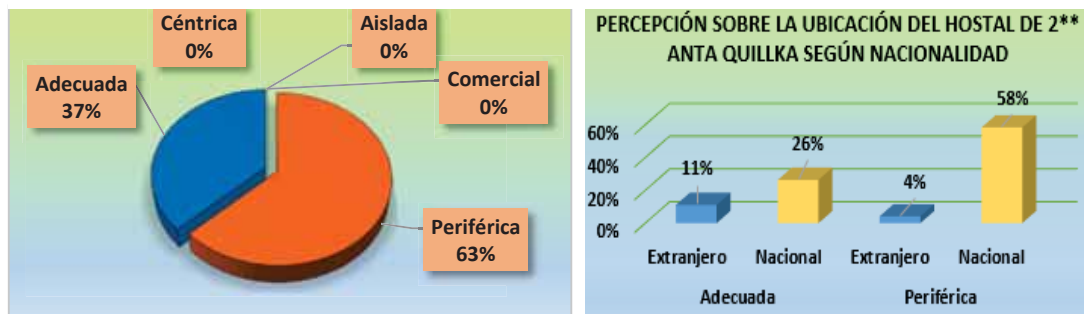 Céntrica
0%
Aislada
0%
Comercial
0%
Adecuada
37%
Periférica
63%
PERCEPCIÓN SOBRE LA UBICACIÓN DEL HOSTAL DE 2**
ANTA QUILLKA SEGÚN NACIONALIDAD
60%
40%
20%
0%
11%
26%
4%
58%
Extranjero Nacional Extranjero Nacional
Adecuada Periférica